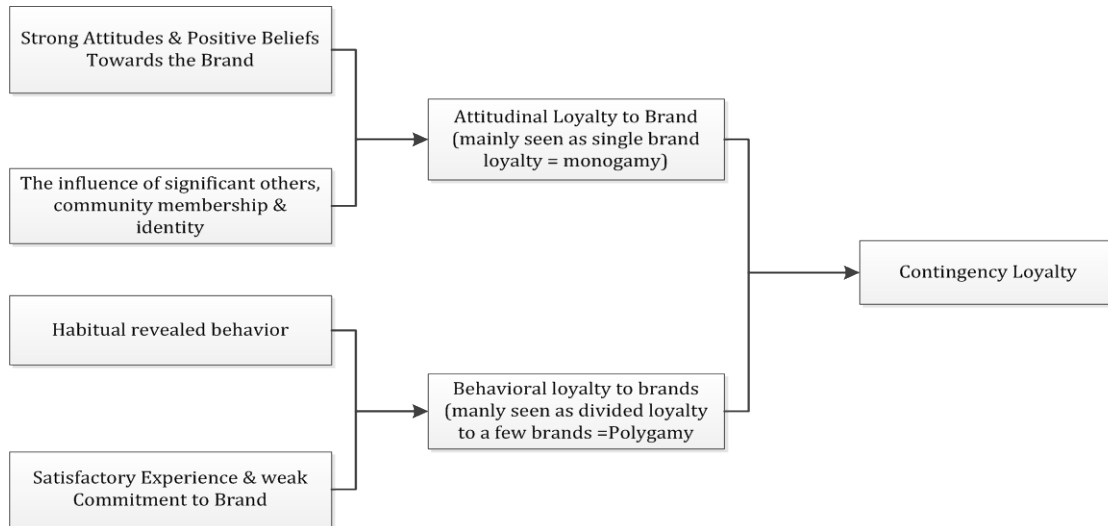 Strong Attitudes & Positive Beliefs
Towards the Brand
The influence of significant others,
community membership &
identity
Habitual revealed behavior
Satisfactory Experience & weak
Commitment to Brand
Attitudinal Loyalty to Brand
(mainly seen as single brand
loyalty = monogamy)
Behavioral loyalty to brands
(manly seen as divided loyalty
to a few brands =Polygamy
Contingency Loyalty